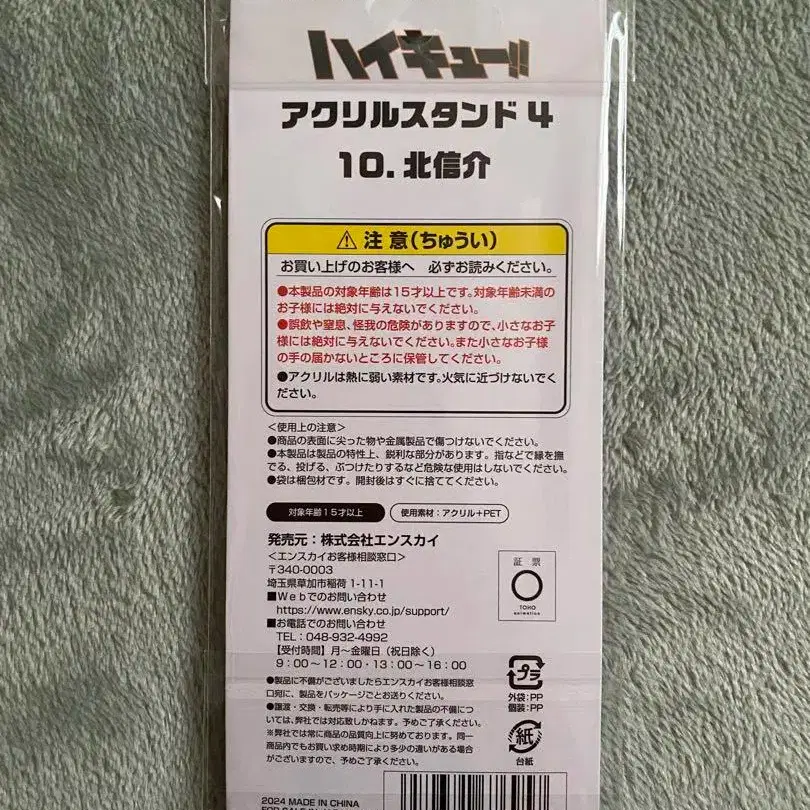 ハイキュー!!
アクリルスタンド 4
10. 北信介
⚠ 注意(ちゅうい)
お買い上げのお客様へ 必ずお読みください。
●本製品の対象年齢は15才以上です。対象年齢未満の
お子様には絶対に与えないでください。
●誤飲や窒息、怪我の危険がありますので、小さなお子
様には絶対に与えないでください。また小さなお子様
の手の届かないところに保管してください。
●アクリルは熱に弱い素材です。火気に近づけないでく
ださい。
<使用上の注意>
●商品の表面に尖った物や金属製品で傷つけないでください。
●本製品は製品の特性上、鋭利な部分があります。指などで縁を撫
でる、投げる、ぶつけたりするなど危険な使用はしないでください。
●袋は梱包材です。開封後はすぐに捨ててください。
対象年齢15才以上
使用素材:アクリル+PET
発売元:株式会社エンスカイ
<エンスカイお客様相談窓口>
〒340-0003
埼玉県草加市稲荷 1-11-1
■Webでのお問い合わせ
https://www.ensky.co.jp/support/
■お電話でのお問い合わせ
TEL:048-932-4992
【受付時間】月〜金曜日(祝日除く)
9:00〜12:00・13:00〜16:00
●製品に不備がございましたらエンスカイお客様相談窓
口宛に、製品をパッケージごとお送りください。
●譲渡・交換・転売等により手に入れた製品の不備につ
いては、弊社では対応致しかねます。予めご了承ください。
※弊社では常に商品の品質向上に努めております。同一
商品内でもお買い求め時期により多少の違いがある場合
がございますので、予めご了承ください。
証票
TOHO
animation
プラ
外袋:PP
個装:PP
紙
台紙
2024 MADE IN CHINA